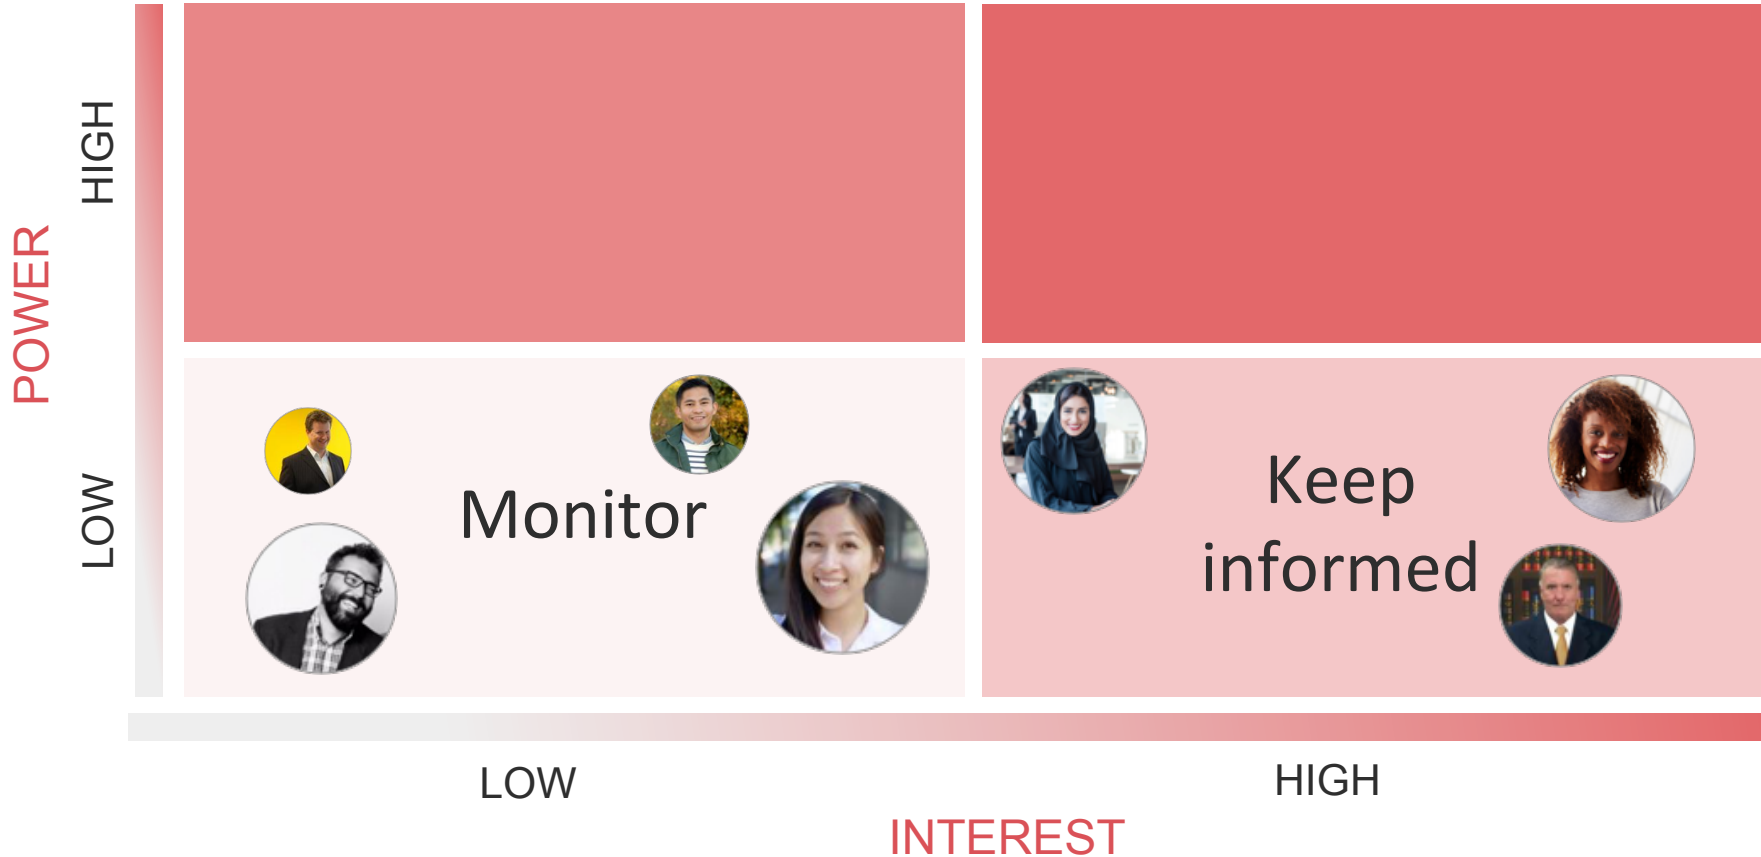 HIGH
POWER
LOW
Monitor
Keep
informed
LOW
HIGH
INTEREST